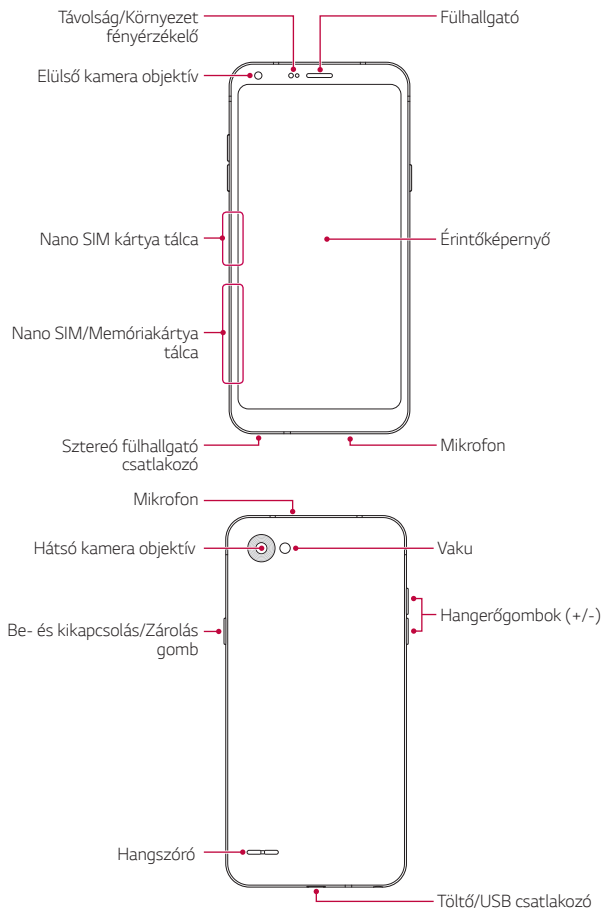 Távolság/Környezet
fényérzékelő
Fülhallgató
Elülső kamera objektív
Nano SIM kártya tálca
Érintőképernyő
Nano SIM/Memóriakártya
tálca
Sztereó fülhallgató
csatlakozó
Mikrofon
Mikrofon
Hátsó kamera objektív
Vaku
Be- és kikapcsolás/Zárolás
gomb
Hangerőgombok (+/-)
Hangszóró
Töltő/USB csatlakozó